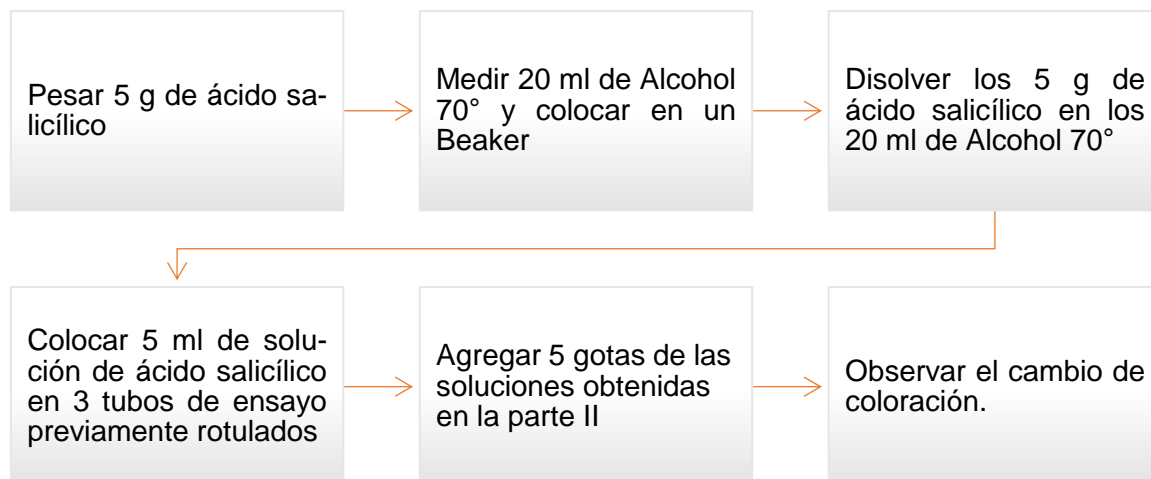 Pesar 5 g de ácido sa-
licílico
Medir 20 ml de Alcohol
70° y colocar en un
Beaker
Disolver los 5 g de
ácido salicílico en los
20 ml de Alcohol 70°
Colocar 5 ml de solu-
ción de ácido salicílico
en 3 tubos de ensayo
previamente rotulados
Agregar 5 gotas de las
soluciones obtenidas
en la parte II
Observar el cambio de
coloración.